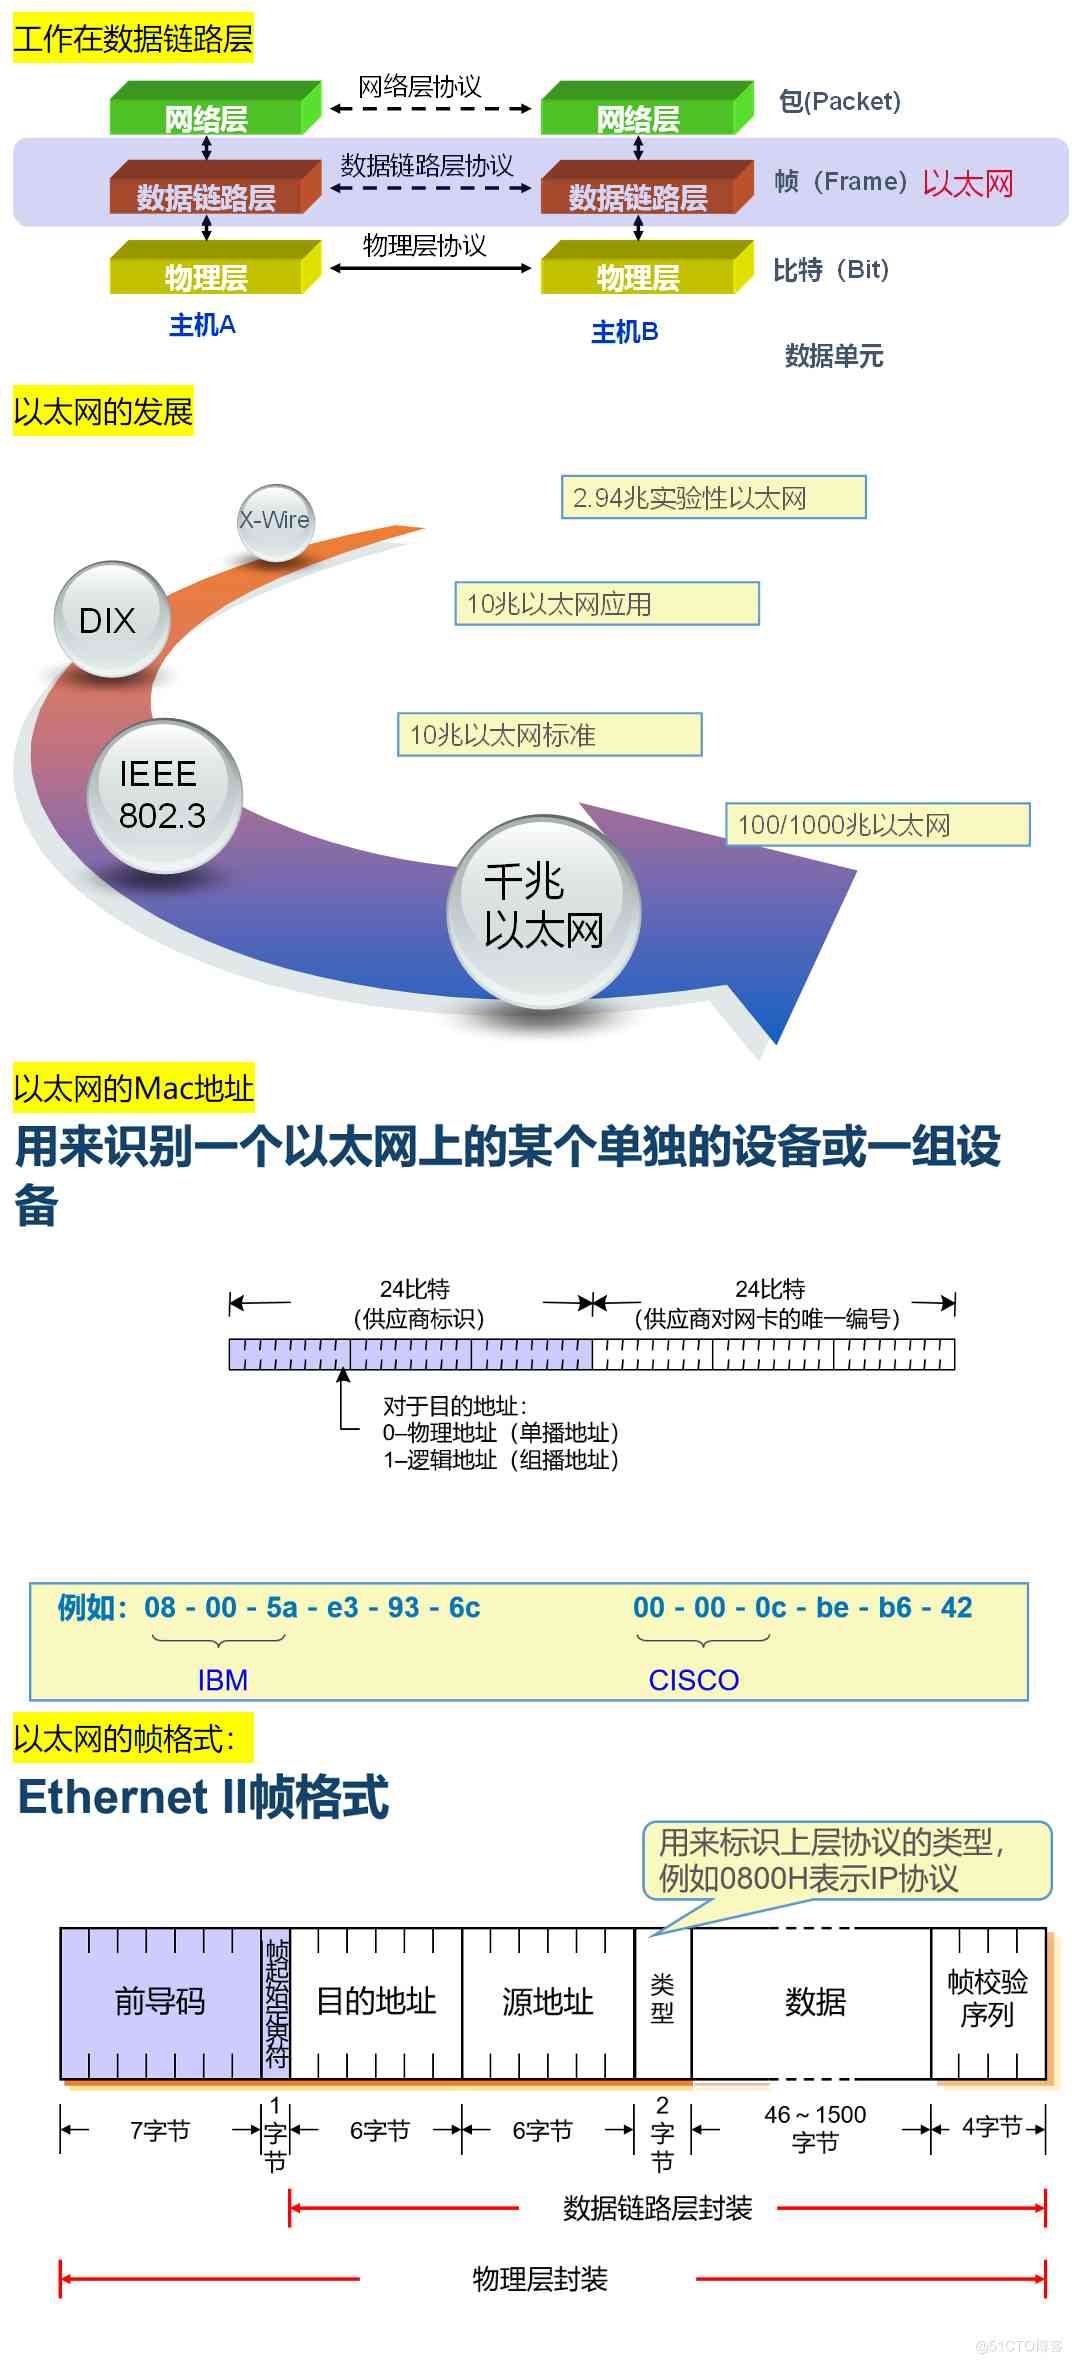 工作在数据链路层
网络层
网络层协议
网络层
包(Packet)
数据链路层
数据链路层协议
数据链路层
帧（Frame）以太网
物理层
物理层协议
物理层
比特（Bit）
主机A
主机B
数据单元
以太网的发展
X-Wire
2.94兆实验性以太网
DIX
10兆以太网应用
IEEE
802.3
10兆以太网标准
千兆
以太网
100/1000兆以太网
以太网的Mac地址
用来识别一个以太网上的某个单独的设备或一组设
备
24比特
（供应商标识）
24比特
（供应商对网卡的唯一编号）
对于目的地址：
0–物理地址（单播地址）
1–逻辑地址（组播地址）
例如：08 - 00 - 5a - e3 - 93 - 6c
00 - 00 - 0c - be - b6 - 42
IBM
CISCO
以太网的帧格式：
Ethernet II帧格式
用来标识上层协议的类型，
例如0800H表示IP协议
前导码
帧起始定界符
目的地址
源地址
类型
数据
帧校验
序列
7字节
1字节
6字节
6字节
2字节
46～1500
字节
4字节
数据链路层封装
物理层封装
@51CTO博客